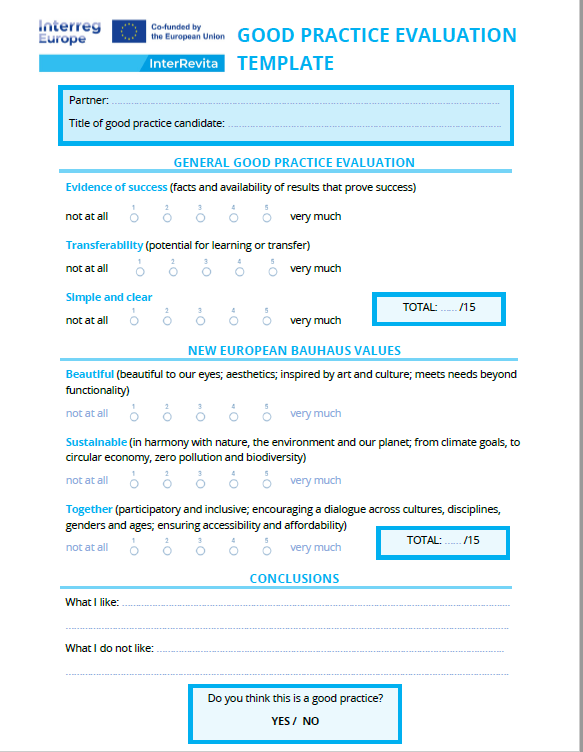 Interreg
Europe
Co-funded by
the European Union
InterRevita
GOOD PRACTICE EVALUATION
TEMPLATE
Partner: ..........
Title of good practice candidate: ..........
GENERAL GOOD PRACTICE EVALUATION
Evidence of success (facts and availability of results that prove success)
1 2 3 4 5
not at all very much
Transferability (potential for learning or transfer)
1 2 3 4 5
not at all very much
Simple and clear
1 2 3 4 5
not at all very much
TOTAL: ...... /15
NEW EUROPEAN BAUHAUS VALUES
Beautiful (beautiful to our eyes; aesthetics; inspired by art and culture; meets needs beyond
functionality)
1 2 3 4 5
not at all very much
Sustainable (in harmony with nature, the environment and our planet; from climate goals, to
circular economy, zero pollution and biodiversity)
1 2 3 4 5
not at all very much
Together (participatory and inclusive; encouraging a dialogue across cultures, disciplines,
genders and ages; ensuring accessibility and affordability)
1 2 3 4 5
not at all very much
TOTAL: ...... /15
CONCLUSIONS
What I like: ..........
What I do not like: ..........
Do you think this is a good practice?
YES / NO